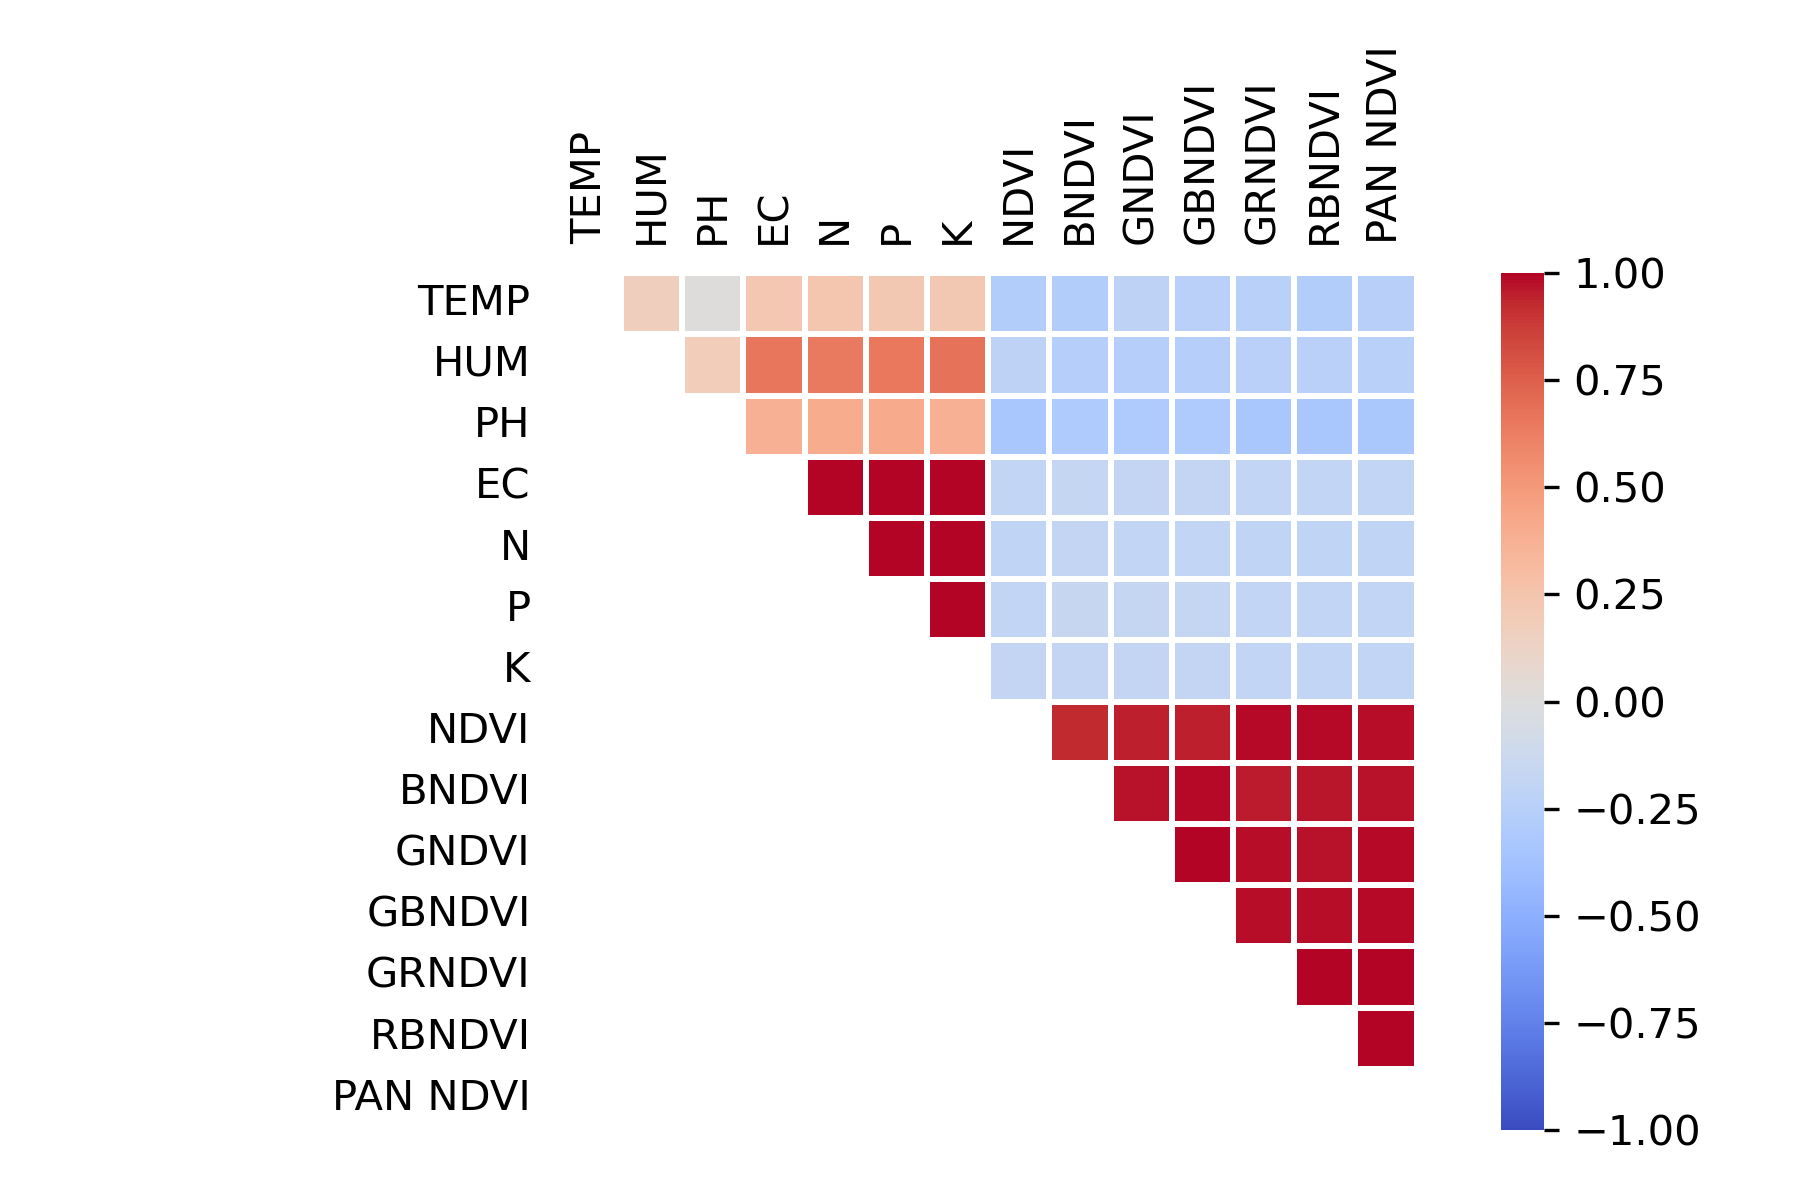 TEMP
HUM
PH
EC
N
P
K
NDVI
BNDVI
GNDVI
GBNDVI
GRNDVI
RBNDVI
PAN NDVI
TEMP
HUM
PH
EC
N
P
K
NDVI
BNDVI
GNDVI
GBNDVI
GRNDVI
RBNDVI
PAN NDVI
1.00
0.75
0.50
0.25
0.00
−0.25
−0.50
−0.75
−1.00